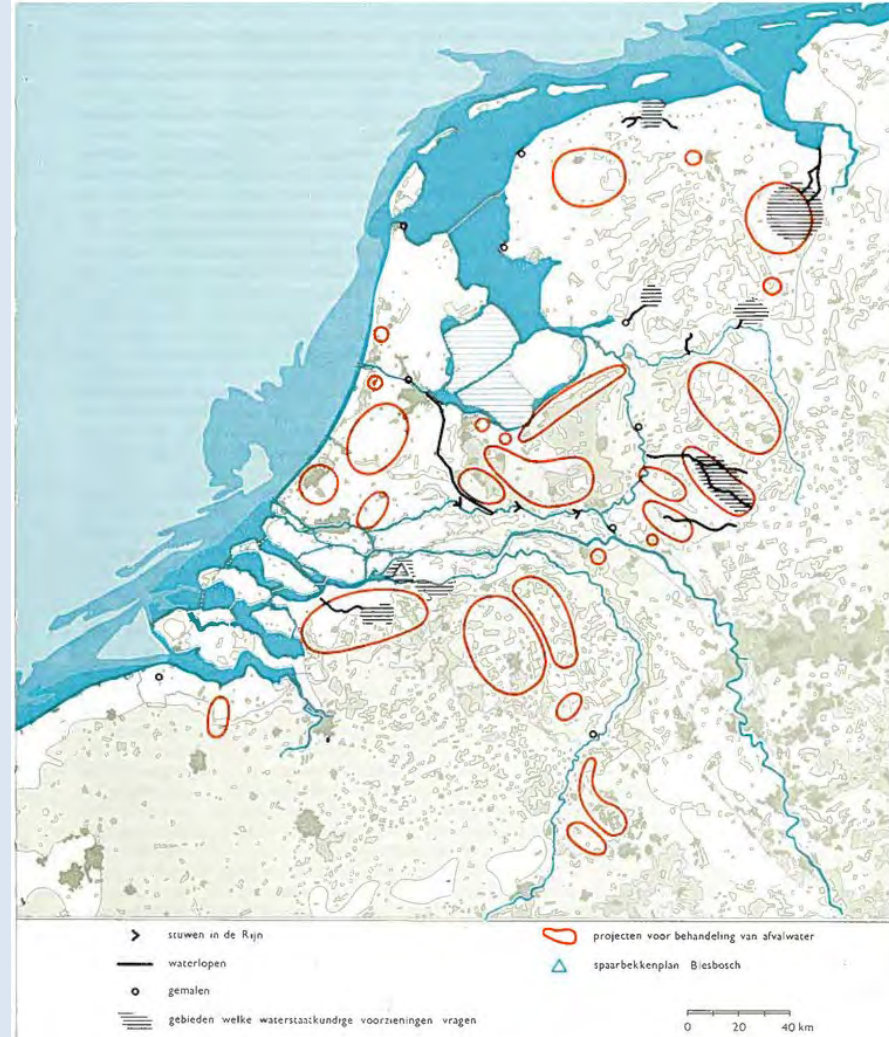 stuwen in de Rijn
waterlopen
gemalen
gebieden welke waterstaatkundige voorzieningen vragen
projecten voor behandeling van afvalwater
spaarbekkenplan Biesbosch
0 20 40 km